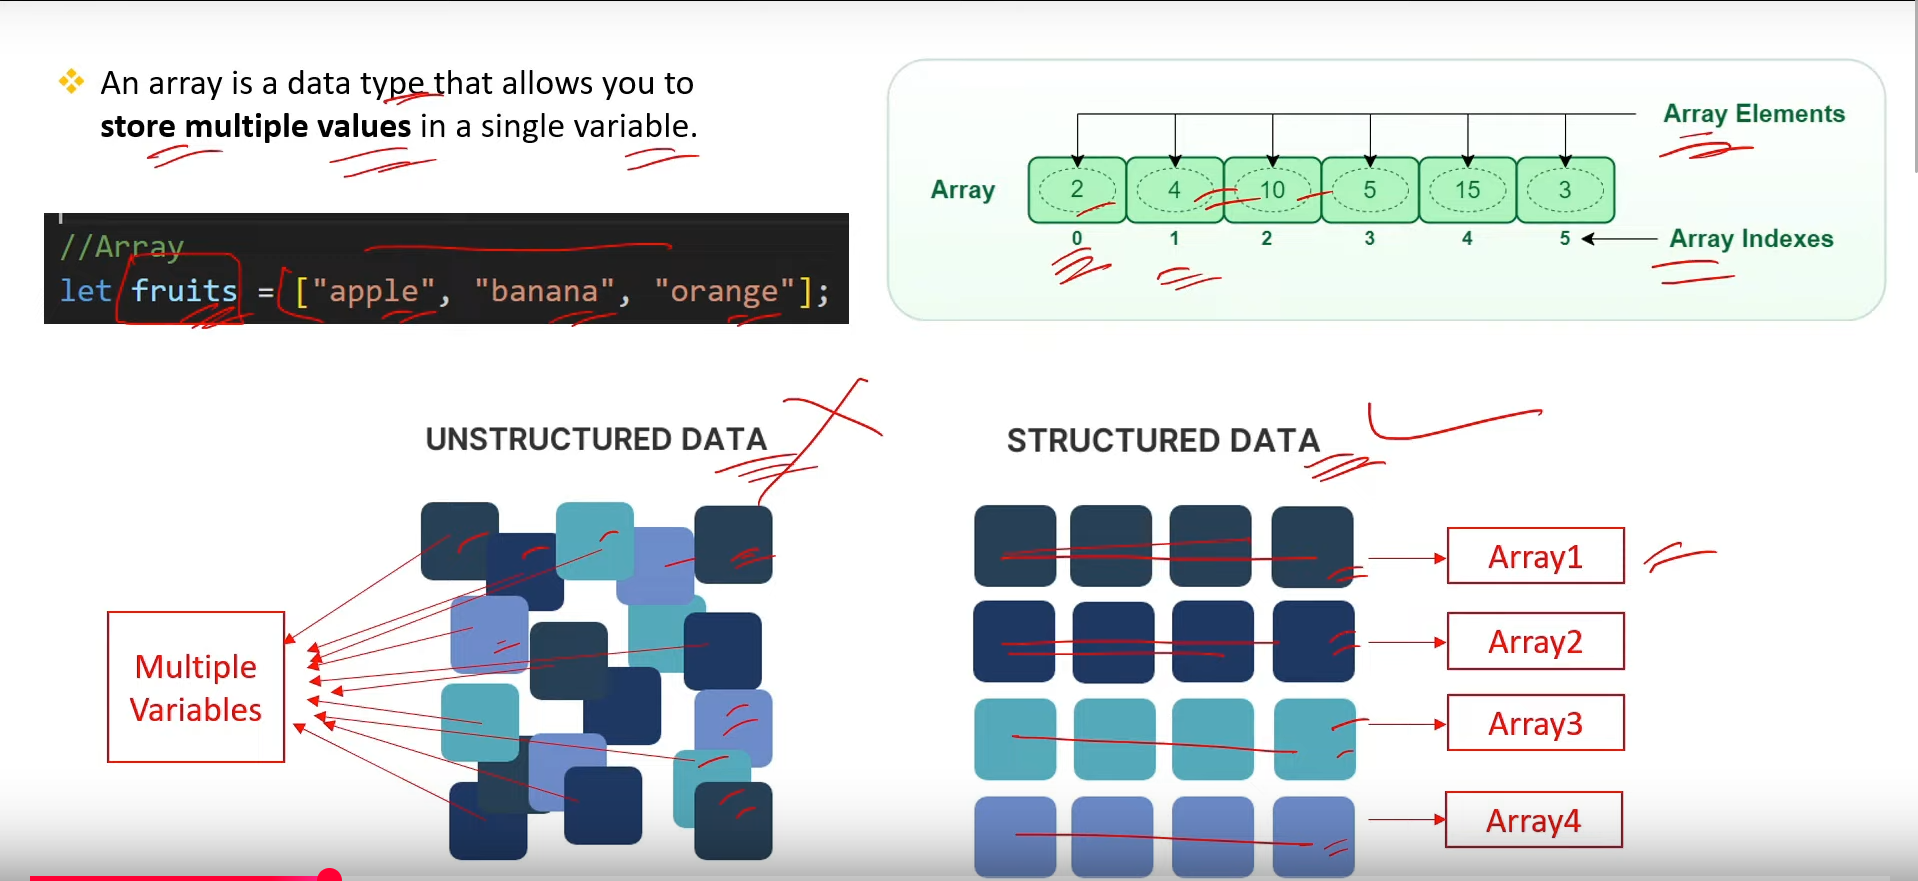 An array is a data type that allows you to
store multiple values in a single variable.
//Array
let fruits = ["apple", "banana", "orange"];
Array Elements
Array
2 4 10 5 15 3
0 1 2 3 4 5
Array Indexes
UNSTRUCTURED DATA
Multiple
Variables
STRUCTURED DATA
Array1
Array2
Array3
Array4